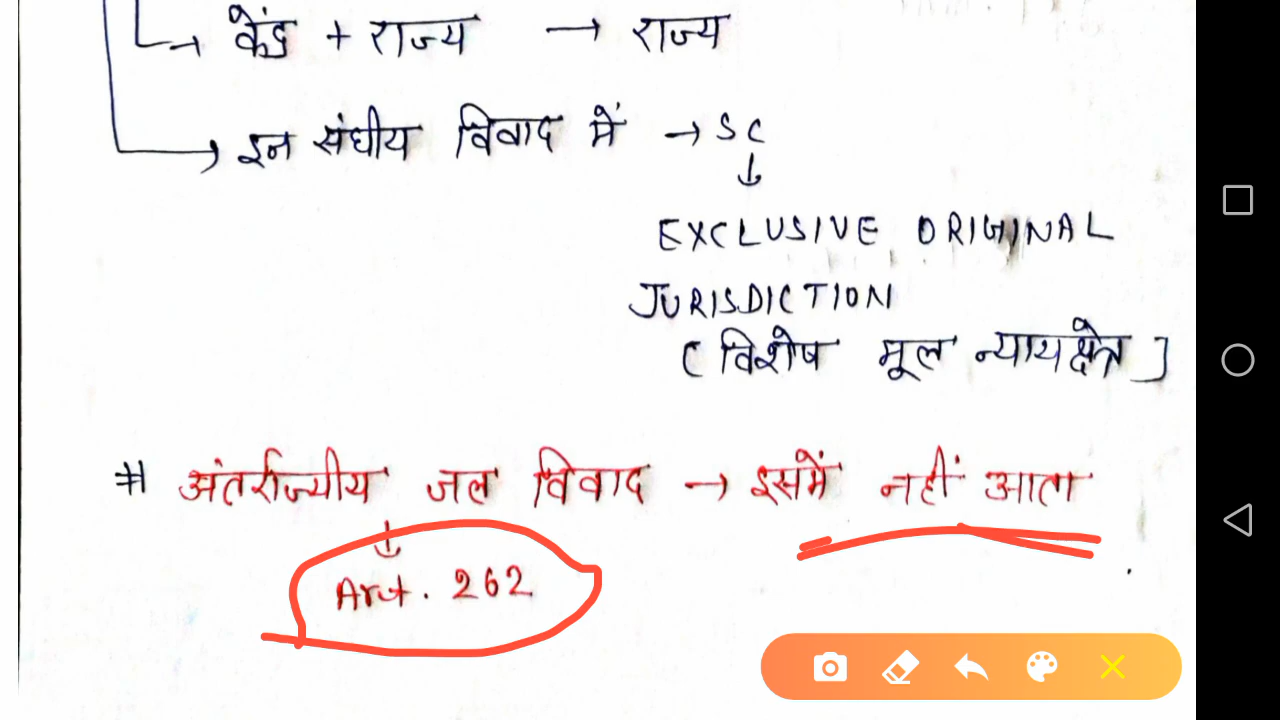 केंद्र + राज्य → राज्य
इन संघीय विवाद में → SC
↓
EXCLUSIVE ORIGINAL
JURISDICTION
( विशेष मूल न्यायक्षेत्र ]
# अंतर्राज्यीय जल विवाद → इसमें नहीं आता
↓
Art. 262